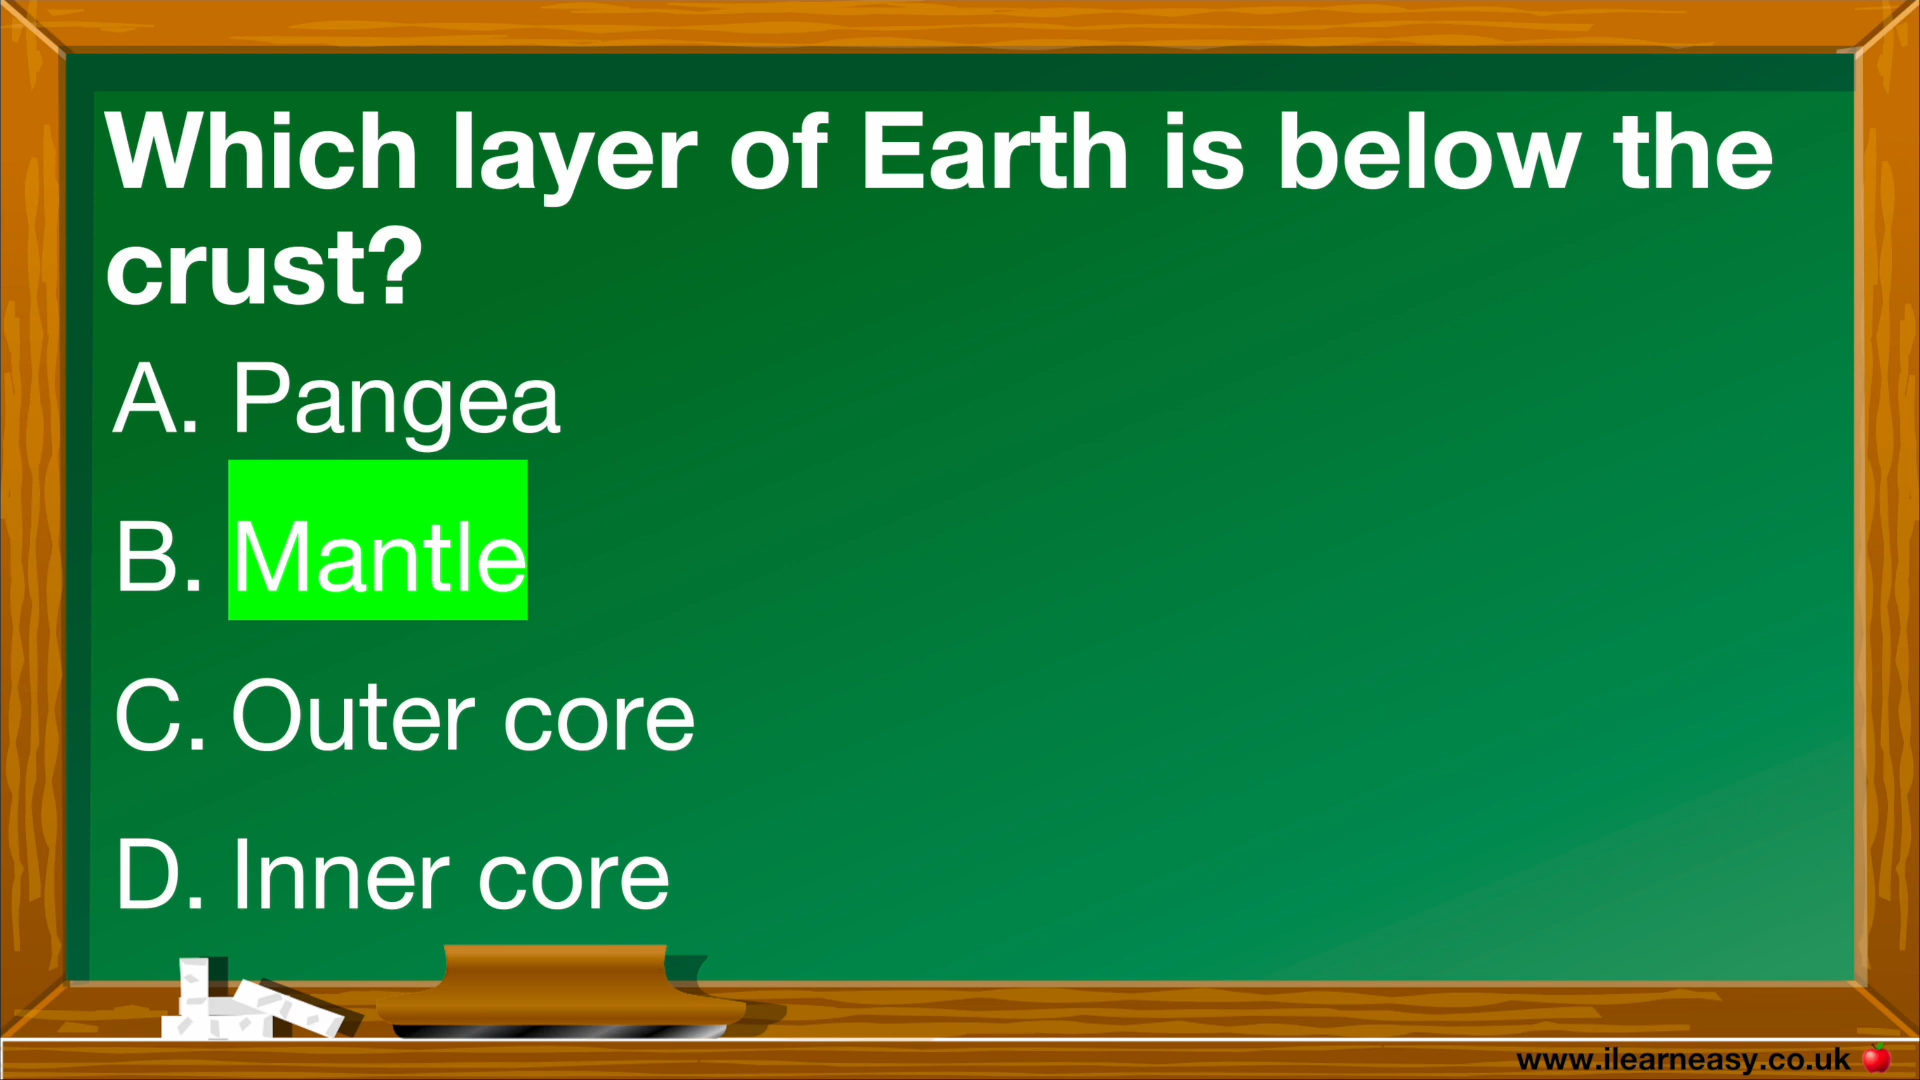 Which layer of Earth is below the
crust?
A. Pangea
B. Mantle
C. Outer core
D. Inner core
www.ilearneasy.co.uk